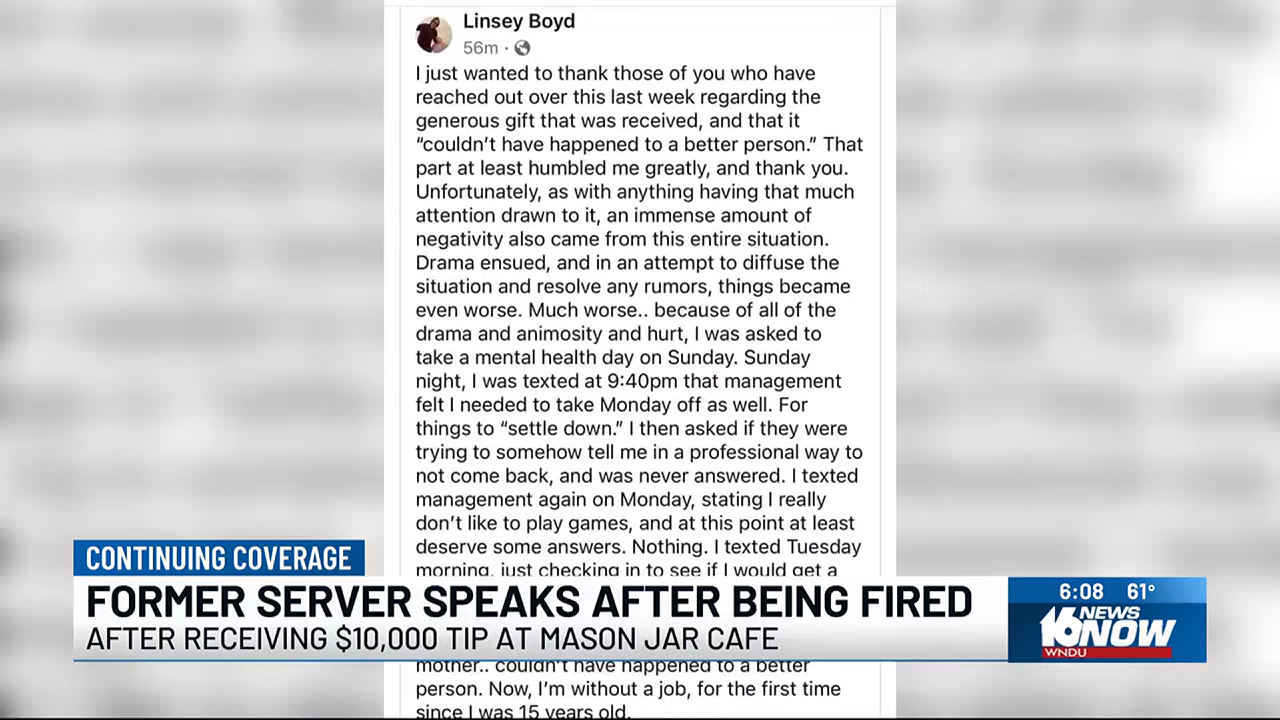 Linsey Boyd
56m ·
I just wanted to thank those of you who have
reached out over this last week regarding the
generous gift that was received, and that it
“couldn’t have happened to a better person.” That
part at least humbled me greatly, and thank you.
Unfortunately, as with anything having that much
attention drawn to it, an immense amount of
negativity also came from this entire situation.
Drama ensued, and in an attempt to diffuse the
situation and resolve any rumors, things became
even worse. Much worse.. because of all of the
drama and animosity and hurt, I was asked to
take a mental health day on Sunday. Sunday
night, I was texted at 9:40pm that management
felt I needed to take Monday off as well. For
things to “settle down.” I then asked if they were
trying to somehow tell me in a professional way to
not come back, and was never answered. I texted
management again on Monday, stating I really
don’t like to play games, and at this point at least
deserve some answers. Nothing. I texted Tuesday
morning, just checking in to see if I would get a
CONTINUING COVERAGE
FORMER SERVER SPEAKS AFTER BEING FIRED
AFTER RECEIVING $10,000 TIP AT MASON JAR CAFE
6:08 61°
16 NEWS NOW
WNDU
mother.. couldn’t have happened to a better
person. Now, I’m without a job, for the first time
since I was 15 years old.